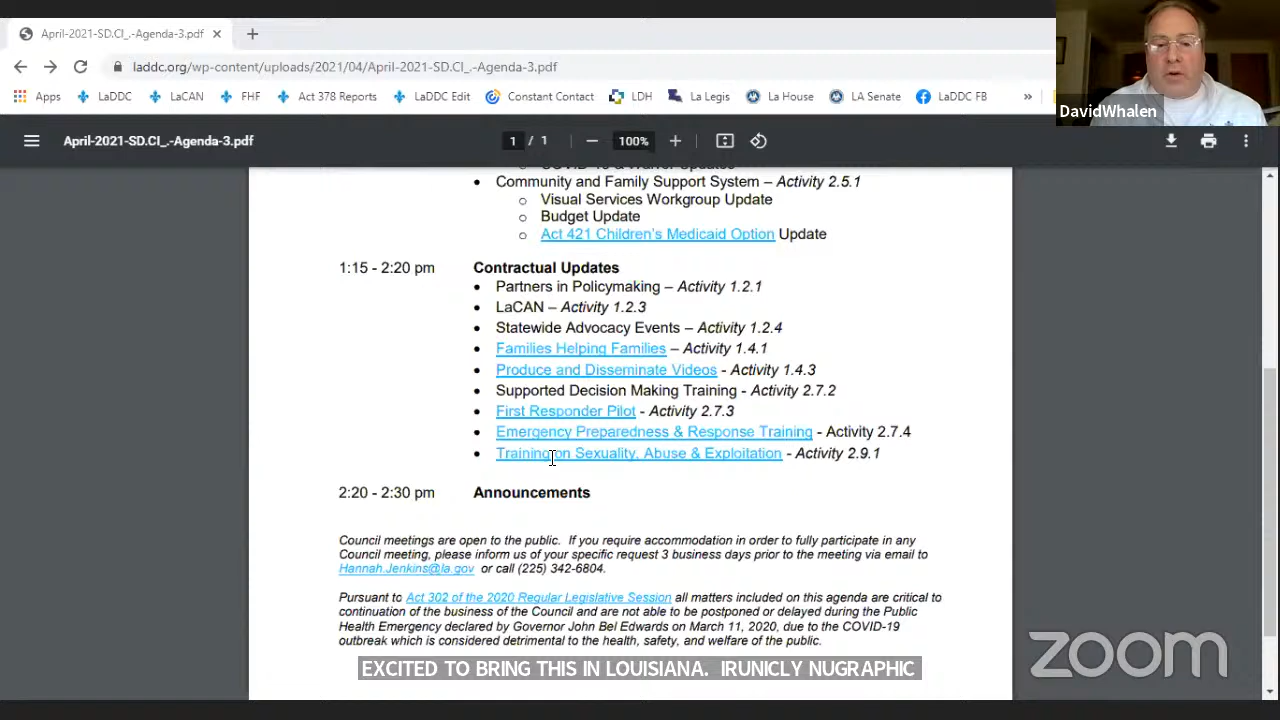 April-2021-SD.CI_.-Agenda-3.pdf
laddc.org/wp-content/uploads/2021/04/April-2021-SD.CI_.-Agenda-3.pdf
Apps LaDDC LaCAN FHF Act 378 Reports LaDDC Edit Constant Contact LDH La Legis La House LA Senate LaDDC FB »
DavidWhalen
April-2021-SD.CI_.-Agenda-3.pdf 1 / 1 100%
• Community and Family Support System – Activity 2.5.1
o Visual Services Workgroup Update
o Budget Update
o Act 421 Children's Medicaid Option Update
1:15 - 2:20 pm Contractual Updates
• Partners in Policymaking – Activity 1.2.1
• LaCAN – Activity 1.2.3
• Statewide Advocacy Events – Activity 1.2.4
• Families Helping Families – Activity 1.4.1
• Produce and Disseminate Videos - Activity 1.4.3
• Supported Decision Making Training - Activity 2.7.2
• First Responder Pilot - Activity 2.7.3
• Emergency Preparedness & Response Training - Activity 2.7.4
• Training on Sexuality, Abuse & Exploitation - Activity 2.9.1
2:20 - 2:30 pm Announcements
Council meetings are open to the public. If you require accommodation in order to fully participate in any
Council meeting, please inform us of your specific request 3 business days prior to the meeting via email to
Hannah.Jenkins@la.gov or call (225) 342-6804.
Pursuant to Act 302 of the 2020 Regular Legislative Session all matters included on this agenda are critical to
continuation of the business of the Council and are not able to be postponed or delayed during the Public
Health Emergency declared by Governor John Bel Edwards on March 11, 2020, due to the COVID-19
outbreak which is considered detrimental to the health, safety, and welfare of the public.
EXCITED TO BRING THIS IN LOUISIANA. IRUNICLY NUGRAPHIC
zoom